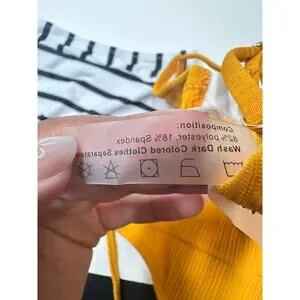 Composition:
82% polyester, 18% Spandex
Wash Dark Colored Clothes Separately